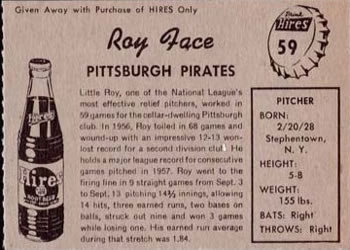 Given Away with Purchase of HIRES Only
Drink
Hires
59
Roy Face
PITTSBURGH PIRATES
Little Roy, one of the National League's
most effective relief pitchers, worked in
59 games for the cellar-dwelling Pittsburgh
club. In 1956, Roy toiled in 68 games and
wound-up with an impressive 12-13 won-
lost record for a second division club. He
holds a major league record for consecutive
games pitched in 1957. Roy went to the
firing line in 9 straight games from Sept. 3
to Sept., 13 pitching 14⅔ innings, allowing
14 hits, three earned runs, two bases on
balls, struck out nine and won 3 games
while losing one. His earned run average
during that stretch was 1.84.
PITCHER
BORN:
2/20/28
Stephentown,
N. Y.
HEIGHT:
5-8
WEIGHT:
155 lbs.
BATS: Right
THROWS: Right
Hires
ROOT BEER